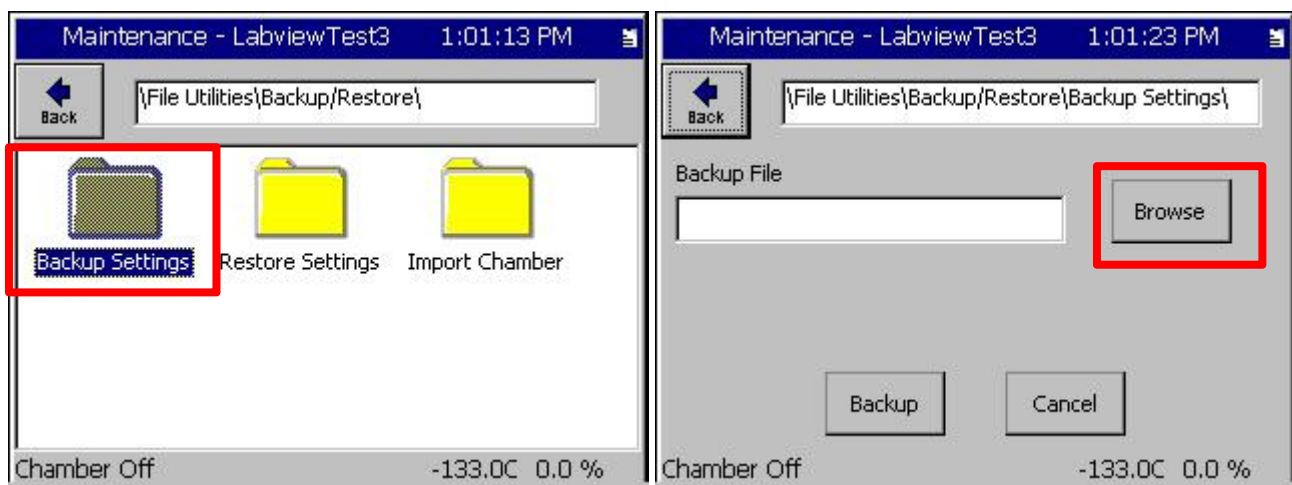 Maintenance - LabviewTest3 1:01:13 PM
Back
\File Utilities\Backup/Restore\
Backup Settings Restore Settings Import Chamber
Chamber Off -133.0C 0.0 %
Maintenance - LabviewTest3 1:01:23 PM
Back
\File Utilities\Backup/Restore\Backup Settings\
Backup File
Browse
Backup Cancel
Chamber Off -133.0C 0.0 %